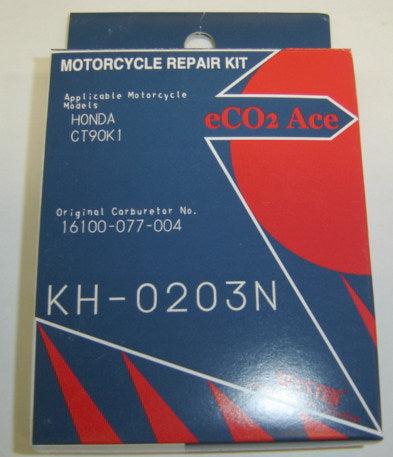 MOTORCYCLE REPAIR KIT
Applicable Motorcycle
Models
HONDA
CT90K1
eCO2 Ace
Original Carburetor No.
16100-077-004
KH-0203N